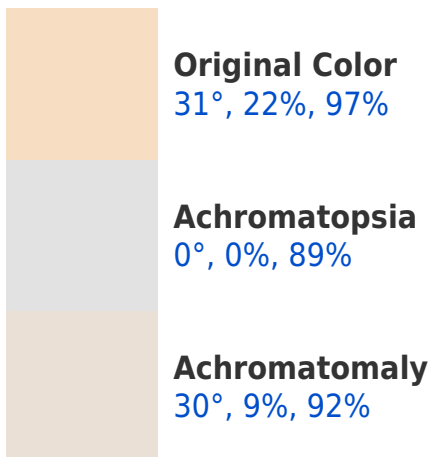 Original Color
31°, 22%, 97%
Achromatopsia
0°, 0%, 89%
Achromatomaly
30°, 9%, 92%